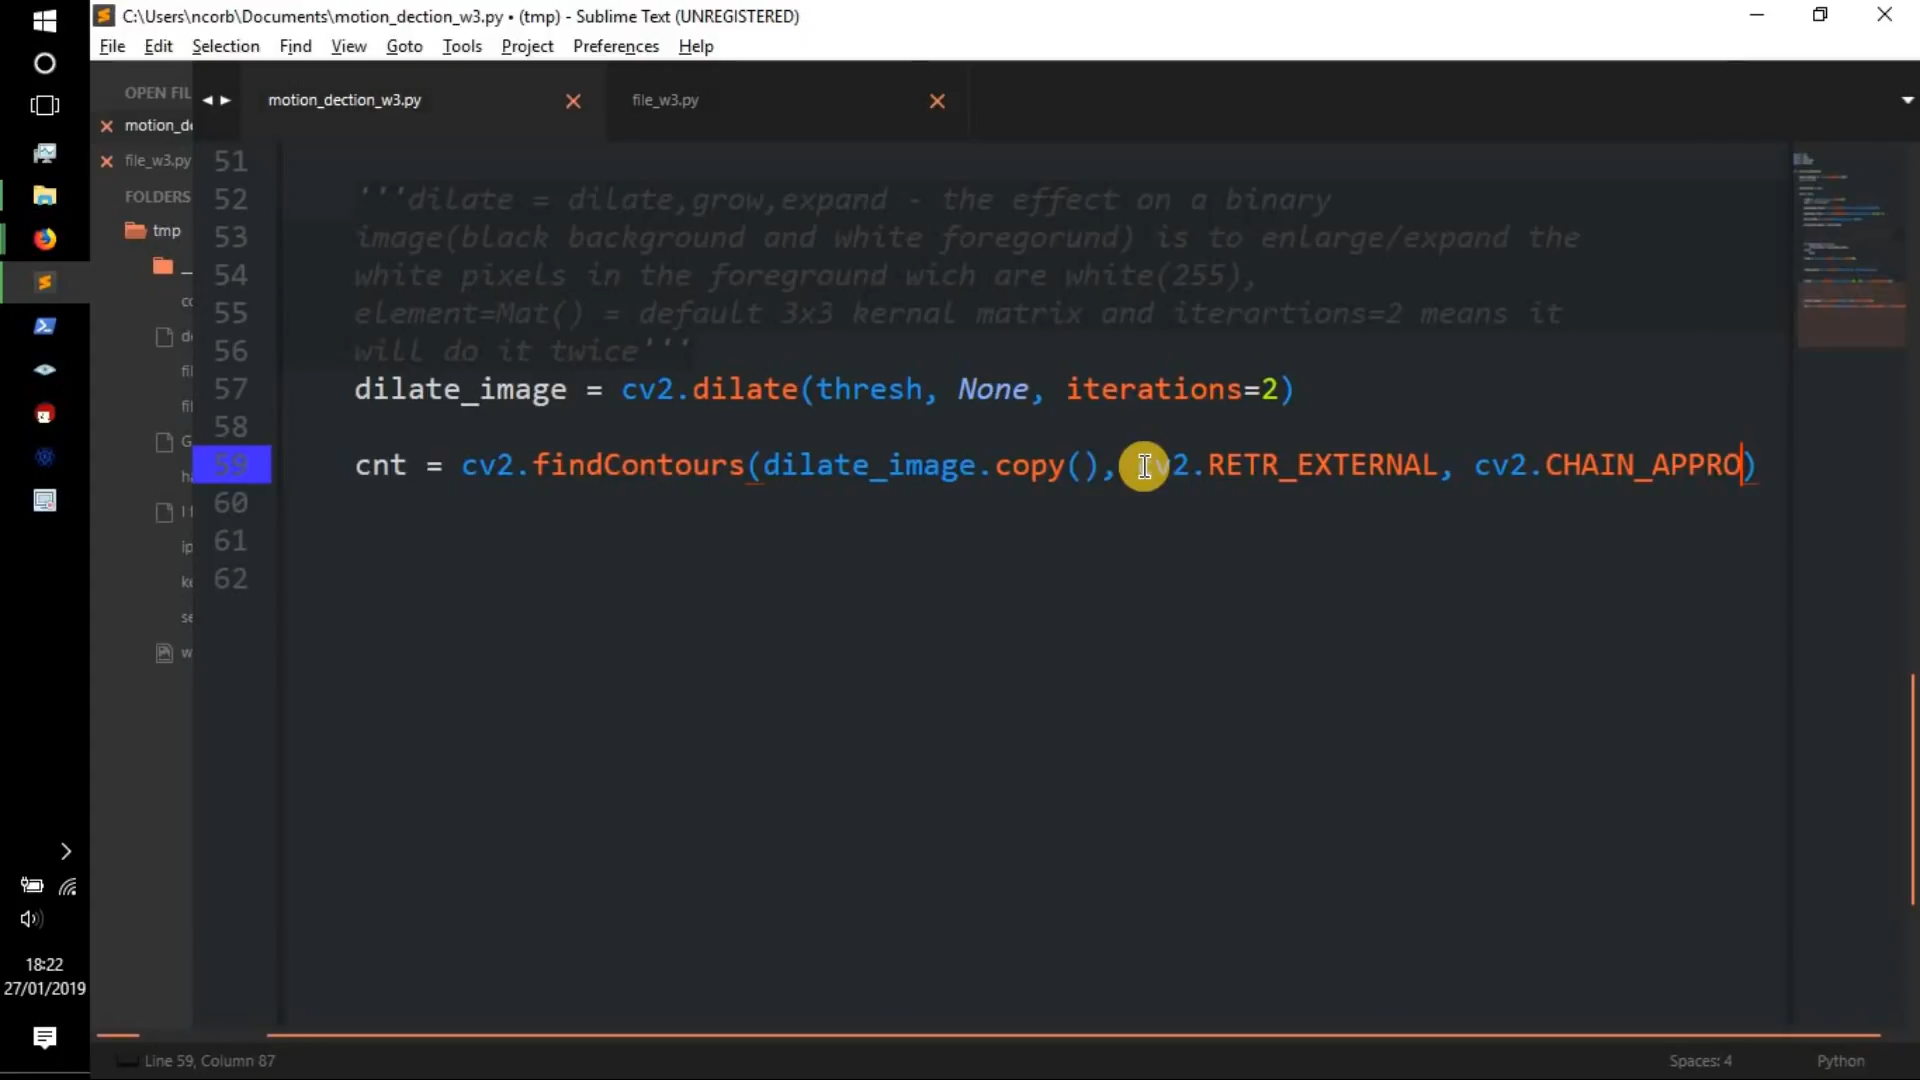 C:\Users\ncorb\Documents\motion_dection_w3.py • (tmp) - Sublime Text (UNREGISTERED)
File Edit Selection Find View Goto Tools Project Preferences Help
OPEN FIL
motion_dection_w3.py
file_w3.py
motion_de
file_w3.py
FOLDERS
tmp
51
52 '''dilate = dilate,grow,expand - the effect on a binary
53 image(black background and white foregorund) is to enlarge/expand the
54 white pixels in the foreground wich are white(255),
55 element=Mat() = default 3x3 kernal matrix and iterartions=2 means it
56 will do it twice'''
57 dilate_image = cv2.dilate(thresh, None, iterations=2)
58
59 cnt = cv2.findContours(dilate_image.copy(), cv2.RETR_EXTERNAL, cv2.CHAIN_APPRO)
60
61
62
18:22
27/01/2019
Line 59, Column 87
Spaces: 4
Python